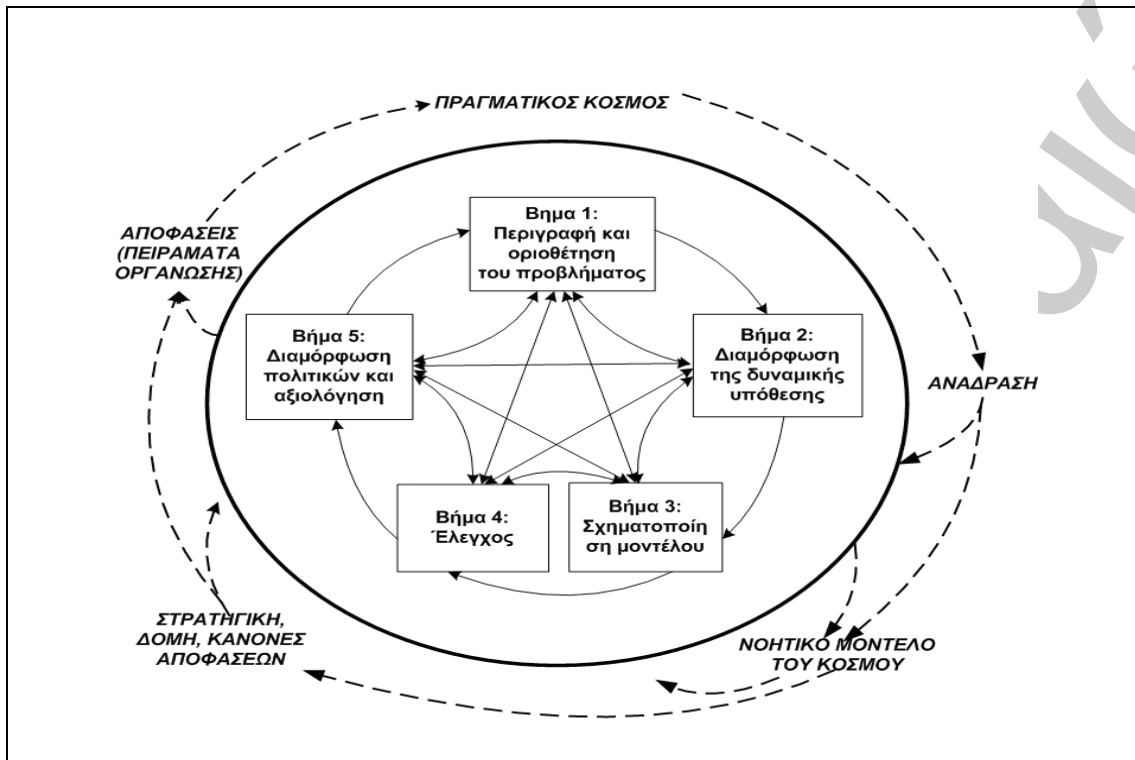 ΠΡΑΓΜΑΤΙΚΟΣ ΚΟΣΜΟΣ
Βημα 1:
Περιγραφή και
οριοθέτηση
του προβλήματος
ΑΠΟΦΑΣΕΙΣ
(ΠΕΙΡΑΜΑΤΑ
ΟΡΓΑΝΩΣΗΣ)
Βήμα 5:
Διαμόρφωση
πολιτικών και
αξιολόγηση
Βήμα 2:
Διαμόρφωση
της δυναμικής
υπόθεσης
ΑΝΑΔΡΑΣΗ
Βήμα 4:
Έλεγχος
Βήμα 3:
Σχηματοποίη
ση μοντέλου
ΣΤΡΑΤΗΓΙΚΗ,
ΔΟΜΗ, ΚΑΝΟΝΕΣ
ΑΠΟΦΑΣΕΩΝ
ΝΟΗΤΙΚΟ ΜΟΝΤΕΛΟ
ΤΟΥ ΚΟΣΜΟΥ